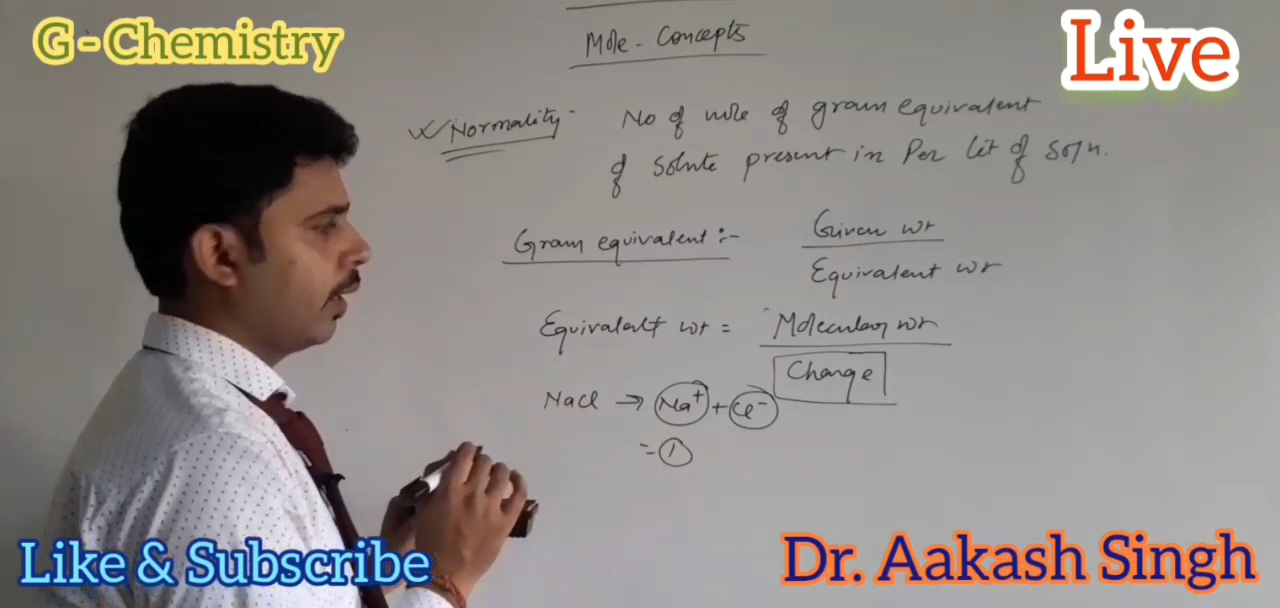 G - Chemistry
Live
Mole - Concepts
Normality - No of mole of gram equivalent
of Solute present in Per lit of soln.
Gram equivalent :- Given wt
Equivalent wt
Equivalent wt = Molecular wt
Charge
NaCl → Na⁺ + Cl⁻
= 1
Like & Subscribe
Dr. Aakash Singh